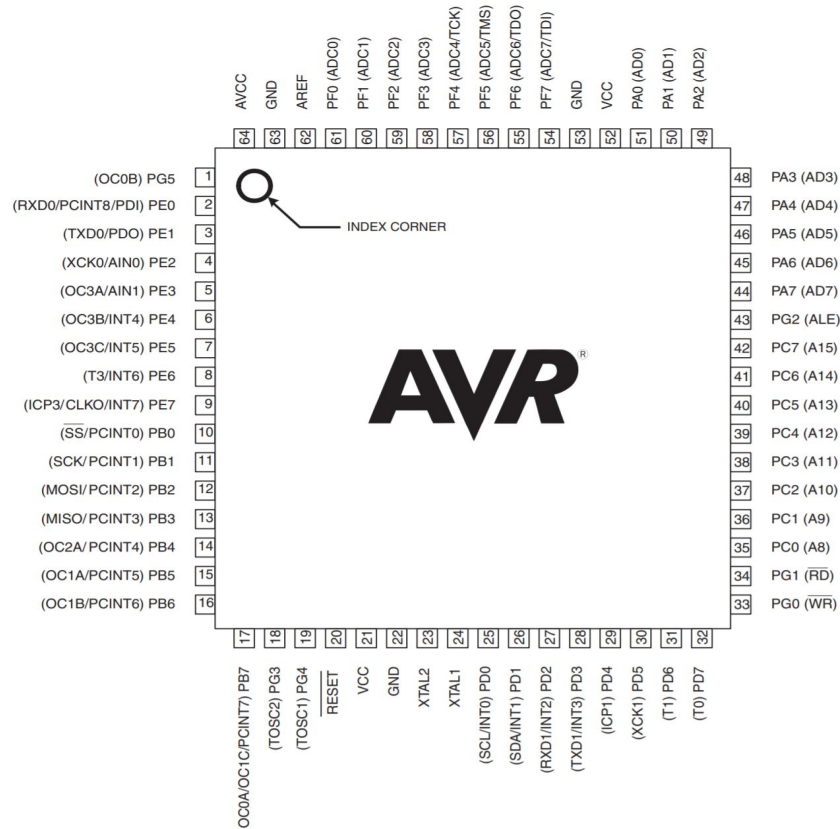 AVCC
GND
AREF
PF0 (ADC0)
PF1 (ADC1)
PF2 (ADC2)
PF3 (ADC3)
PF4 (ADC4/TCK)
PF5 (ADC5/TMS)
PF6 (ADC6/TDO)
PF7 (ADC7/TDI)
GND
VCC
PA0 (AD0)
PA1 (AD1)
PA2 (AD2)
64
63
62
61
60
59
58
57
56
55
54
53
52
51
50
49
(OC0B) PG5 1
(RXD0/PCINT8/PDI) PE0 2
(TXD0/PDO) PE1 3
(XCK0/AIN0) PE2 4
(OC3A/AIN1) PE3 5
(OC3B/INT4) PE4 6
(OC3C/INT5) PE5 7
(T3/INT6) PE6 8
(ICP3/CLKO/INT7) PE7 9
(SS/PCINT0) PB0 10
(SCK/PCINT1) PB1 11
(MOSI/PCINT2) PB2 12
(MISO/PCINT3) PB3 13
(OC2A/PCINT4) PB4 14
(OC1A/PCINT5) PB5 15
(OC1B/PCINT6) PB6 16
INDEX CORNER
AVR®
48 PA3 (AD3)
47 PA4 (AD4)
46 PA5 (AD5)
45 PA6 (AD6)
44 PA7 (AD7)
43 PG2 (ALE)
42 PC7 (A15)
41 PC6 (A14)
40 PC5 (A13)
39 PC4 (A12)
38 PC3 (A11)
37 PC2 (A10)
36 PC1 (A9)
35 PC0 (A8)
34 PG1 (RD)
33 PG0 (WR)
17
18
19
20
21
22
23
24
25
26
27
28
29
30
31
32
OC0A/OC1C/PCINT7) PB7
(TOSC2) PG3
(TOSC1) PG4
RESET
VCC
GND
XTAL2
XTAL1
(SCL/INT0) PD0
(SDA/INT1) PD1
(RXD1/INT2) PD2
(TXD1/INT3) PD3
(ICP1) PD4
(XCK1) PD5
(T1) PD6
(T0) PD7